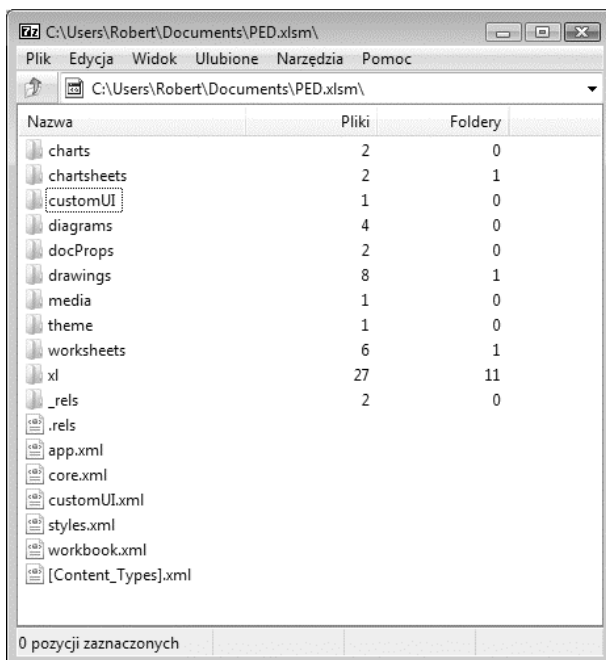 C:\Users\Robert\Documents\PED.xlsm\
Plik Edycja Widok Ulubione Narzędzia Pomoc
C:\Users\Robert\Documents\PED.xlsm\
Nazwa Pliki Foldery
charts 2 0
chartsheets 2 1
customUI 1 0
diagrams 4 0
docProps 2 0
drawings 8 1
media 1 0
theme 1 0
worksheets 6 1
xl 27 11
_rels 2 0
.rels
app.xml
core.xml
customUI.xml
styles.xml
workbook.xml
[Content_Types].xml
0 pozycji zaznaczonych